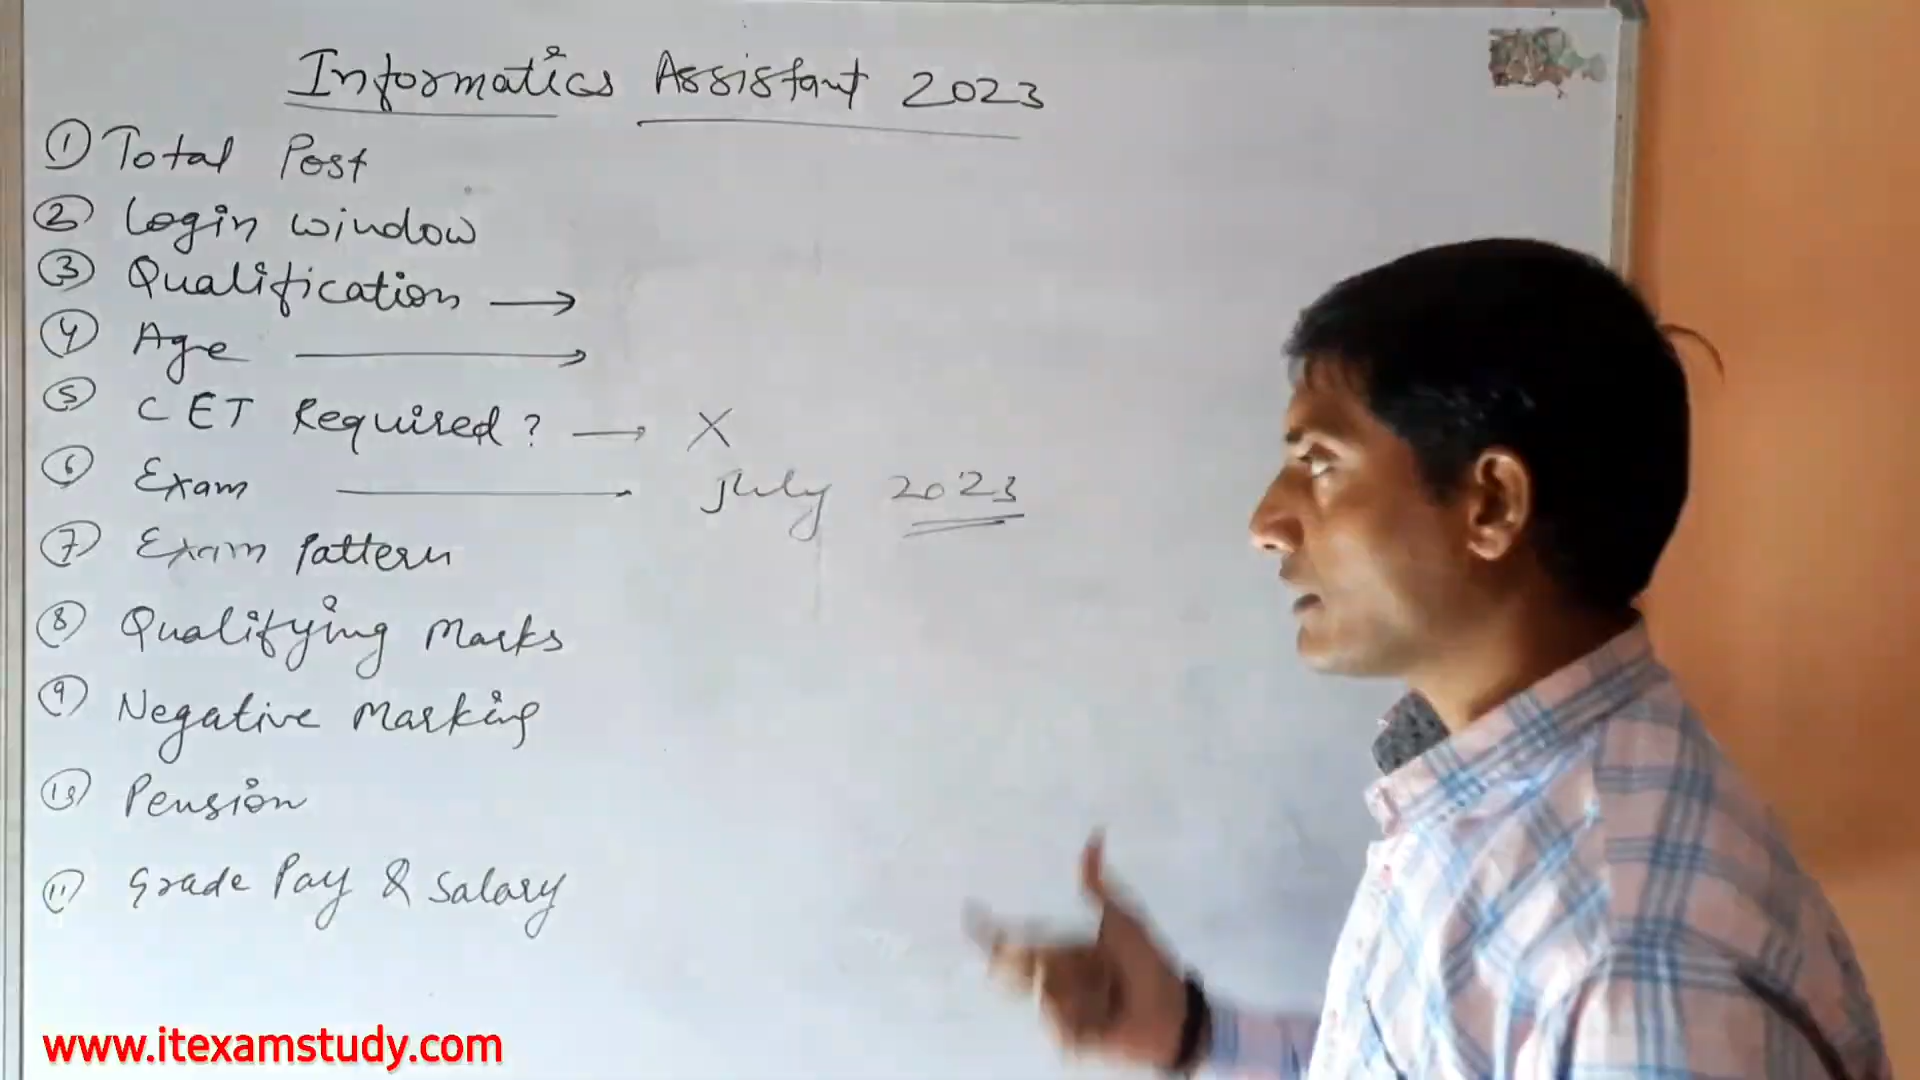 Informatics Assistant 2023
① Total Post
② Login window
③ Qualification →
④ Age →
⑤ CET Required? → X
⑥ Exam → July 2023
⑦ Exam Pattern
⑧ Qualifying Marks
⑨ Negative Marking
⑩ Pension
⑪ Grade Pay & Salary
www.itexamstudy.com